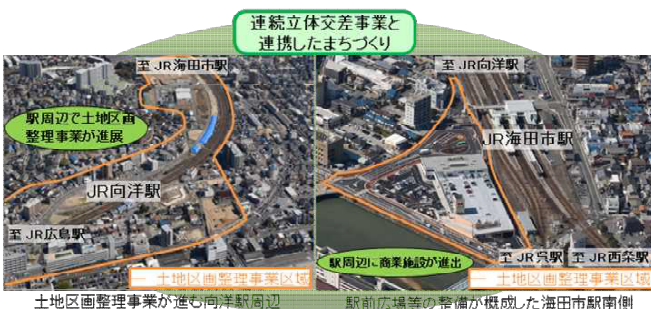 連続立体交差事業と
連携したまちづくり
至 JR海田市駅
駅周辺で土地区画
整理事業が進展
JR向洋駅
至 JR広島駅
土地区画整理事業区域
土地区画整理事業が進む向洋駅周辺
至 JR向洋駅
JR海田市駅
至 JR呉駅
至 JR西条駅
駅周辺に商業施設が進出
土地区画整理事業区域
駅前広場等の整備が概成した海田市駅南側